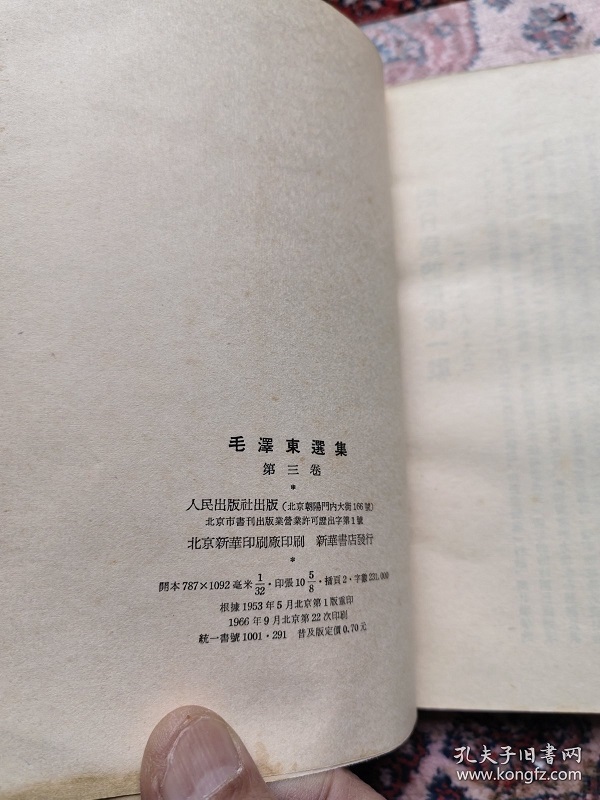 毛澤東選集
第三卷
*
人民出版社出版（北京朝陽門內大街166號）
北京市書刊出版業營業許可證出字第1號
北京新華印刷廠印刷　新華書店發行
*
開本787×1092毫米 1/32・印張10 5/8・插頁2・字數231,000
根據1953年5月北京第1版重印
1966年9月北京第22次印刷
統一書號1001・291　普及版定價0.70元
孔夫子旧書网
www.kongfz.com